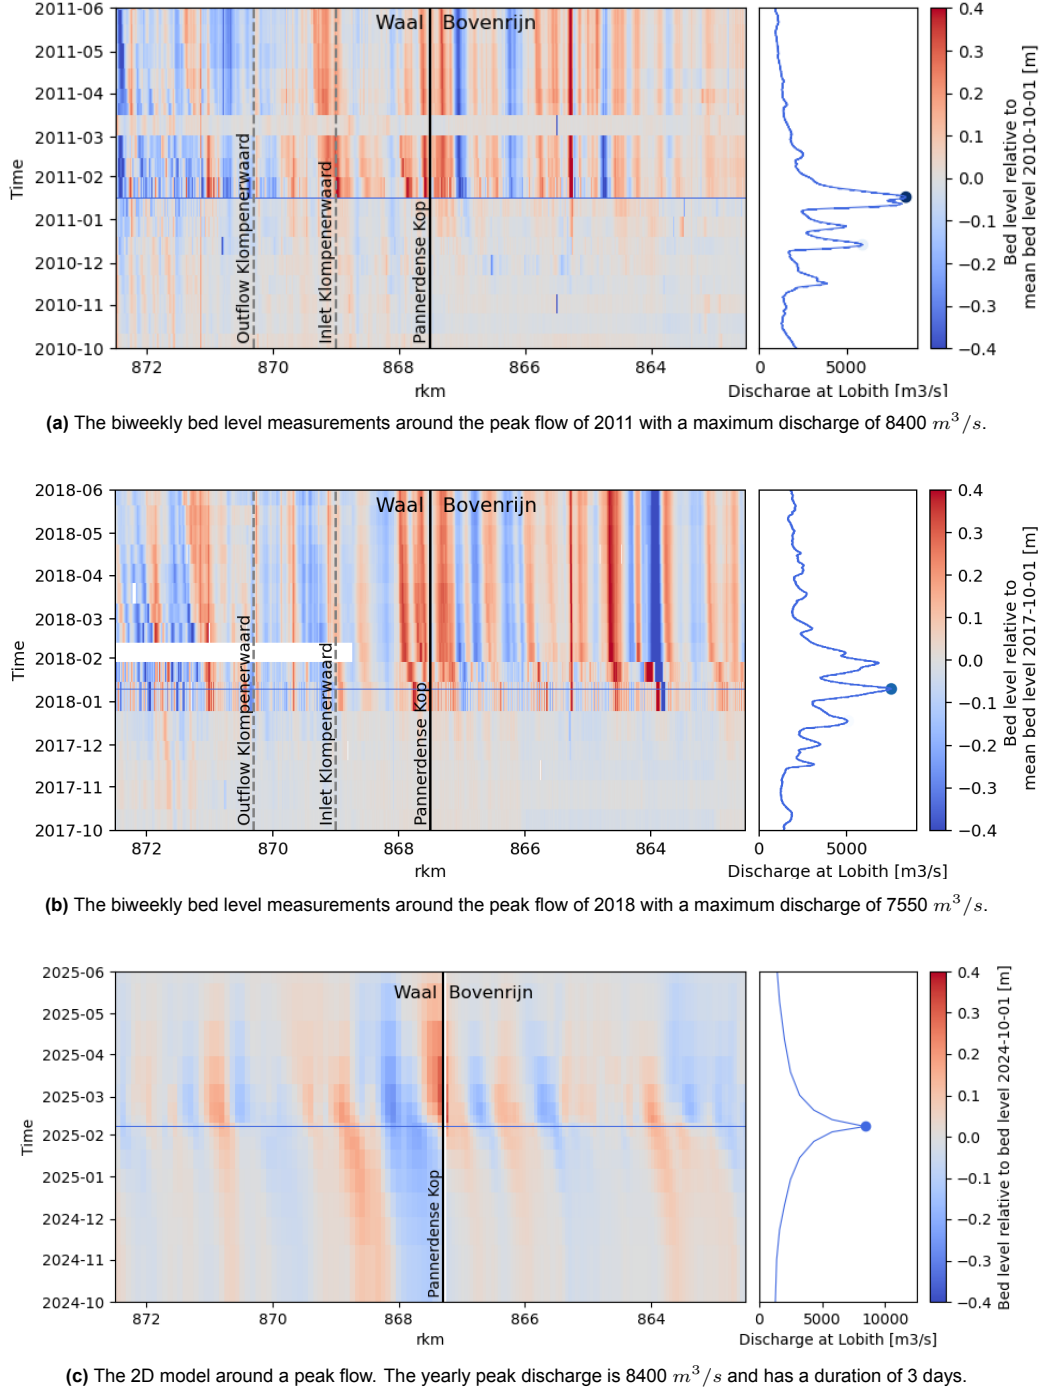 2011-06
2011-05
2011-04
2011-03
2011-02
2011-01
2010-12
2010-11
2010-10
Time
Waal
Bovenrijn
Outflow Klompenerwaard
Inlet Klompenerwaard
Pannerdense Kop
872
870
868
866
864
rkm
0
5000
Discharge at Lobith [m3/s]
0.4
0.3
0.2
0.1
0.0
−0.1
−0.2
−0.3
−0.4
Bed level relative to
mean bed level 2010-10-01 [m]
(a) The biweekly bed level measurements around the peak flow of 2011 with a maximum discharge of 8400 m³/s.
2018-06
2018-05
2018-04
2018-03
2018-02
2018-01
2017-12
2017-11
2017-10
Time
Waal
Bovenrijn
Outflow Klompenerwaard
Inlet Klompenerwaard
Pannerdense Kop
872
870
868
866
864
rkm
0
5000
Discharge at Lobith [m3/s]
0.4
0.3
0.2
0.1
0.0
−0.1
−0.2
−0.3
−0.4
Bed level relative to
mean bed level 2017-10-01 [m]
(b) The biweekly bed level measurements around the peak flow of 2018 with a maximum discharge of 7550 m³/s.
2025-06
2025-05
2025-04
2025-03
2025-02
2025-01
2024-12
2024-11
2024-10
Time
Waal
Bovenrijn
Pannerdense Kop
872
870
868
866
864
rkm
0
5000
10000
Discharge at Lobith [m3/s]
0.4
0.3
0.2
0.1
0.0
−0.1
−0.2
−0.3
−0.4
Bed level relative to bed level 2024-10-01 [m]
(c) The 2D model around a peak flow. The yearly peak discharge is 8400 m³/s and has a duration of 3 days.